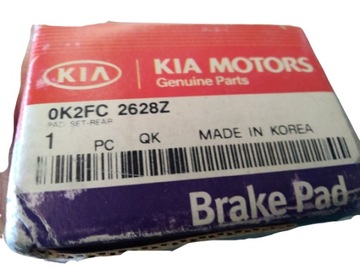 KIA
KIA MOTORS
Genuine Parts
0K2FC 2628Z
PAD SET-REAR
1 PC QK MADE IN KOREA
Brake Pad